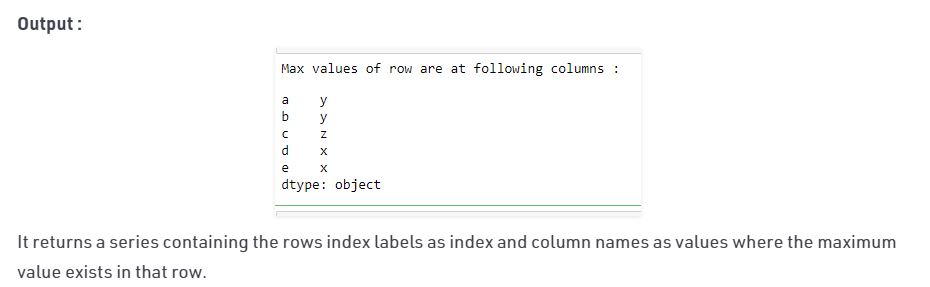 Output :
Max values of row are at following columns :
a    y
b    y
c    z
d    x
e    x
dtype: object
It returns a series containing the rows index labels as index and column names as values where the maximum
value exists in that row.